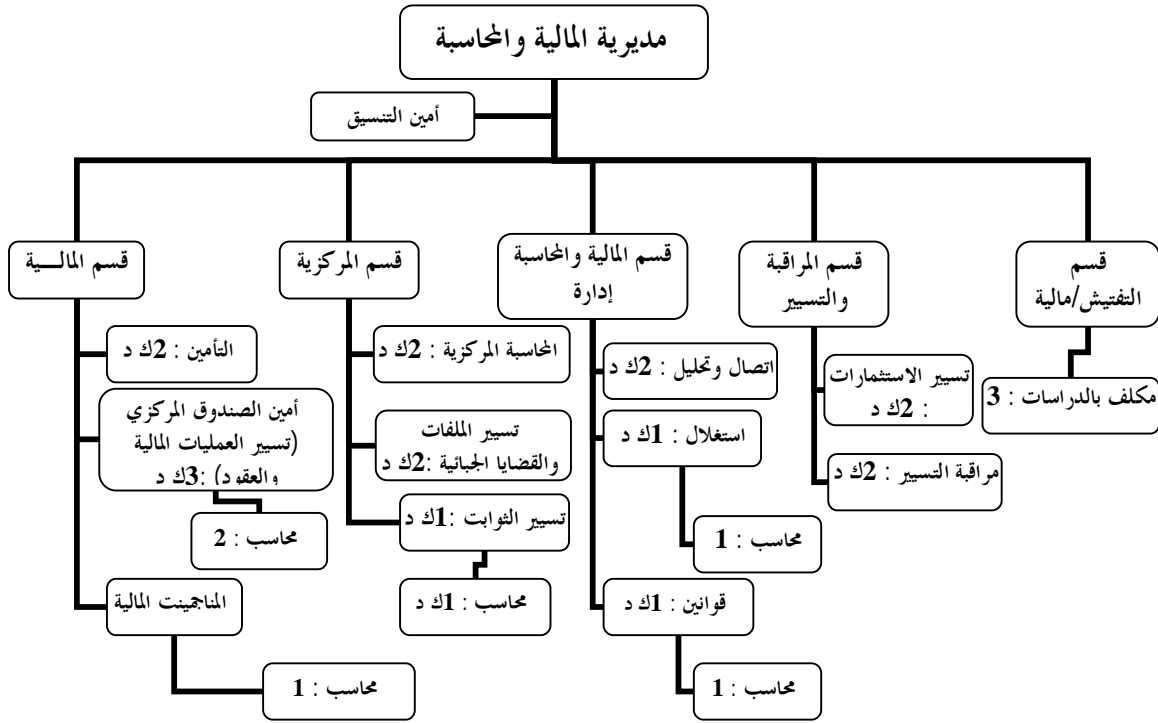 مديرية المالية والمحاسبة
أمين التنسيق
قسم
التفتيش/مالية
مكلف بالدراسات : 3
قسم المراقبة
والتسيير
تسيير الاستثمارات
: 2ك د
مراقبة التسيير : 2ك د
قسم المالية والمحاسبة
إدارة
اتصال وتحليل : 2ك د
استغلال : 1ك د
محاسب : 1
قوانين : 1ك د
محاسب : 1
قسم المركزية
المحاسبة المركزية : 2ك د
تسيير الملفات
والقضايا الجبائية :2ك د
تسيير الثوابت :1ك د
محاسب : 1ك د
قسم المالـــية
التأمين : 2ك د
أمين الصندوق المركزي
(تسيير العمليات المالية
والعقود) :3ك د
محاسب : 2
المناجمينت المالية
محاسب : 1